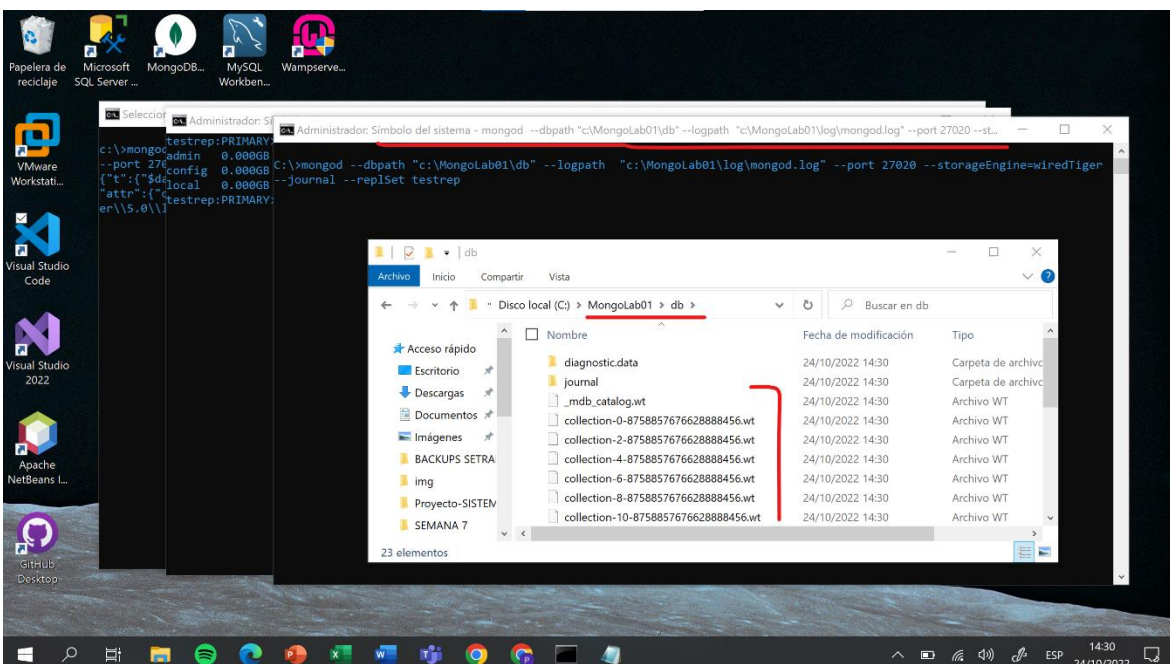 Papelera de
reciclaje
Microsoft
SQL Server ...
MongoDB...
MySQL
Workben...
Wampserve...
VMware
Workstati...
Visual Studio
Code
Visual Studio
2022
Apache
NetBeans I...
GitHub
Desktop
Seleccion
c:\>mongod
--port 276
{"t":{"$da
"attr":{"c
er\\5.0\\l
Administrador: Sí
testrep:PRIMARY>
admin 0.000GB
config 0.000GB
local 0.000GB
testrep:PRIMARY>
Administrador: Símbolo del sistema - mongod --dbpath "c:\MongoLab01\db" --logpath "c:\MongoLab01\log\mongod.log" --port 27020 --st...
C:\>mongod --dbpath "c:\MongoLab01\db" --logpath "c:\MongoLab01\log\mongod.log" --port 27020 --storageEngine=wiredTiger
--journal --replSet testrep
db
Archivo Inicio Compartir Vista
Disco local (C:) > MongoLab01 > db >
Buscar en db
Acceso rápido
Escritorio
Descargas
Documentos
Imágenes
BACKUPS SETRA
img
Proyecto-SISTEM
SEMANA 7
Nombre Fecha de modificación Tipo
diagnostic.data 24/10/2022 14:30 Carpeta de archivc
journal 24/10/2022 14:30 Carpeta de archivc
_mdb_catalog.wt 24/10/2022 14:30 Archivo WT
collection-0-8758857676628888456.wt 24/10/2022 14:30 Archivo WT
collection-2-8758857676628888456.wt 24/10/2022 14:30 Archivo WT
collection-4-8758857676628888456.wt 24/10/2022 14:30 Archivo WT
collection-6-8758857676628888456.wt 24/10/2022 14:30 Archivo WT
collection-8-8758857676628888456.wt 24/10/2022 14:30 Archivo WT
collection-10-8758857676628888456.wt 24/10/2022 14:30 Archivo WT
23 elementos
ESP
14:30
24/10/2022